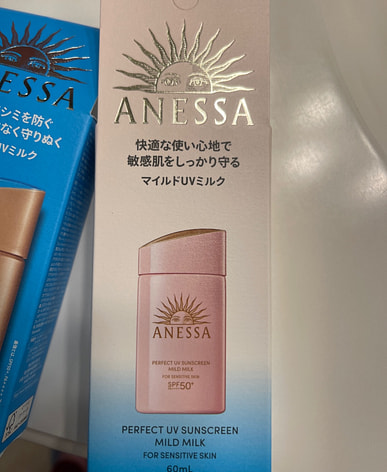 ESSA
シミを防ぐ
なく守りぬく
UVミルク
ANESSA
快適な使い心地で
敏感肌をしっかり守る
マイルドUVミルク
ANESSA
PERFECT UV SUNSCREEN
MILD MILK
FOR SENSITIVE SKIN
SPF50+
PERFECT UV SUNSCREEN
MILD MILK
FOR SENSITIVE SKIN
60mL